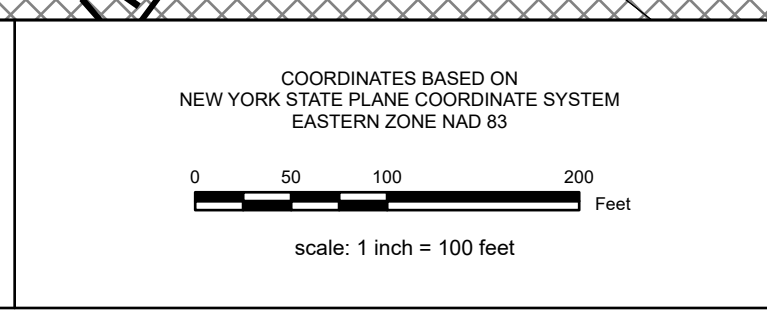 COORDINATES BASED ON
NEW YORK STATE PLANE COORDINATE SYSTEM
EASTERN ZONE NAD 83
0 50 100 200
Feet
scale: 1 inch = 100 feet